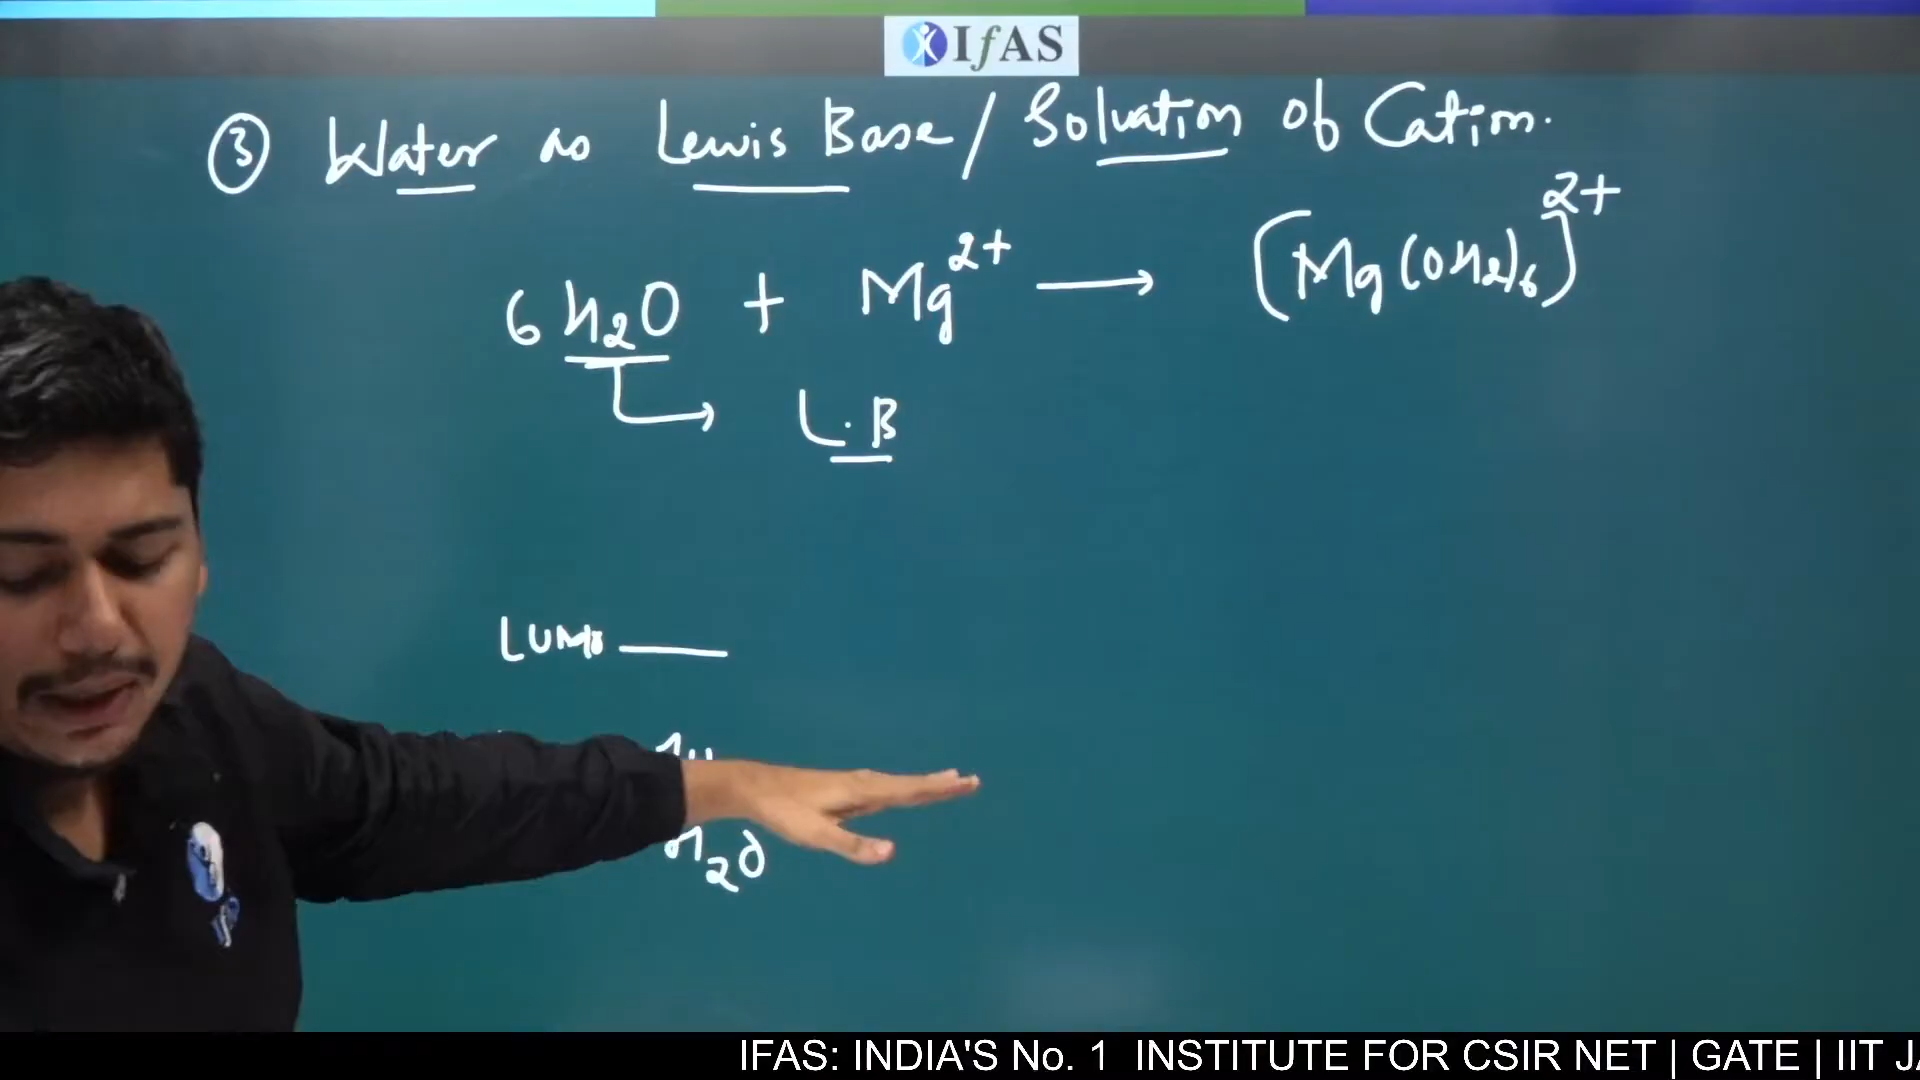 IfAS
③ Water as Lewis Base / Solvation of Cation.
6 H₂O + Mg²⁺ ⟶ [Mg(OH₂)₆]²⁺
L.B
LUMO
H₂O
IFAS: INDIA'S No. 1 INSTITUTE FOR CSIR NET | GATE | IIT JA